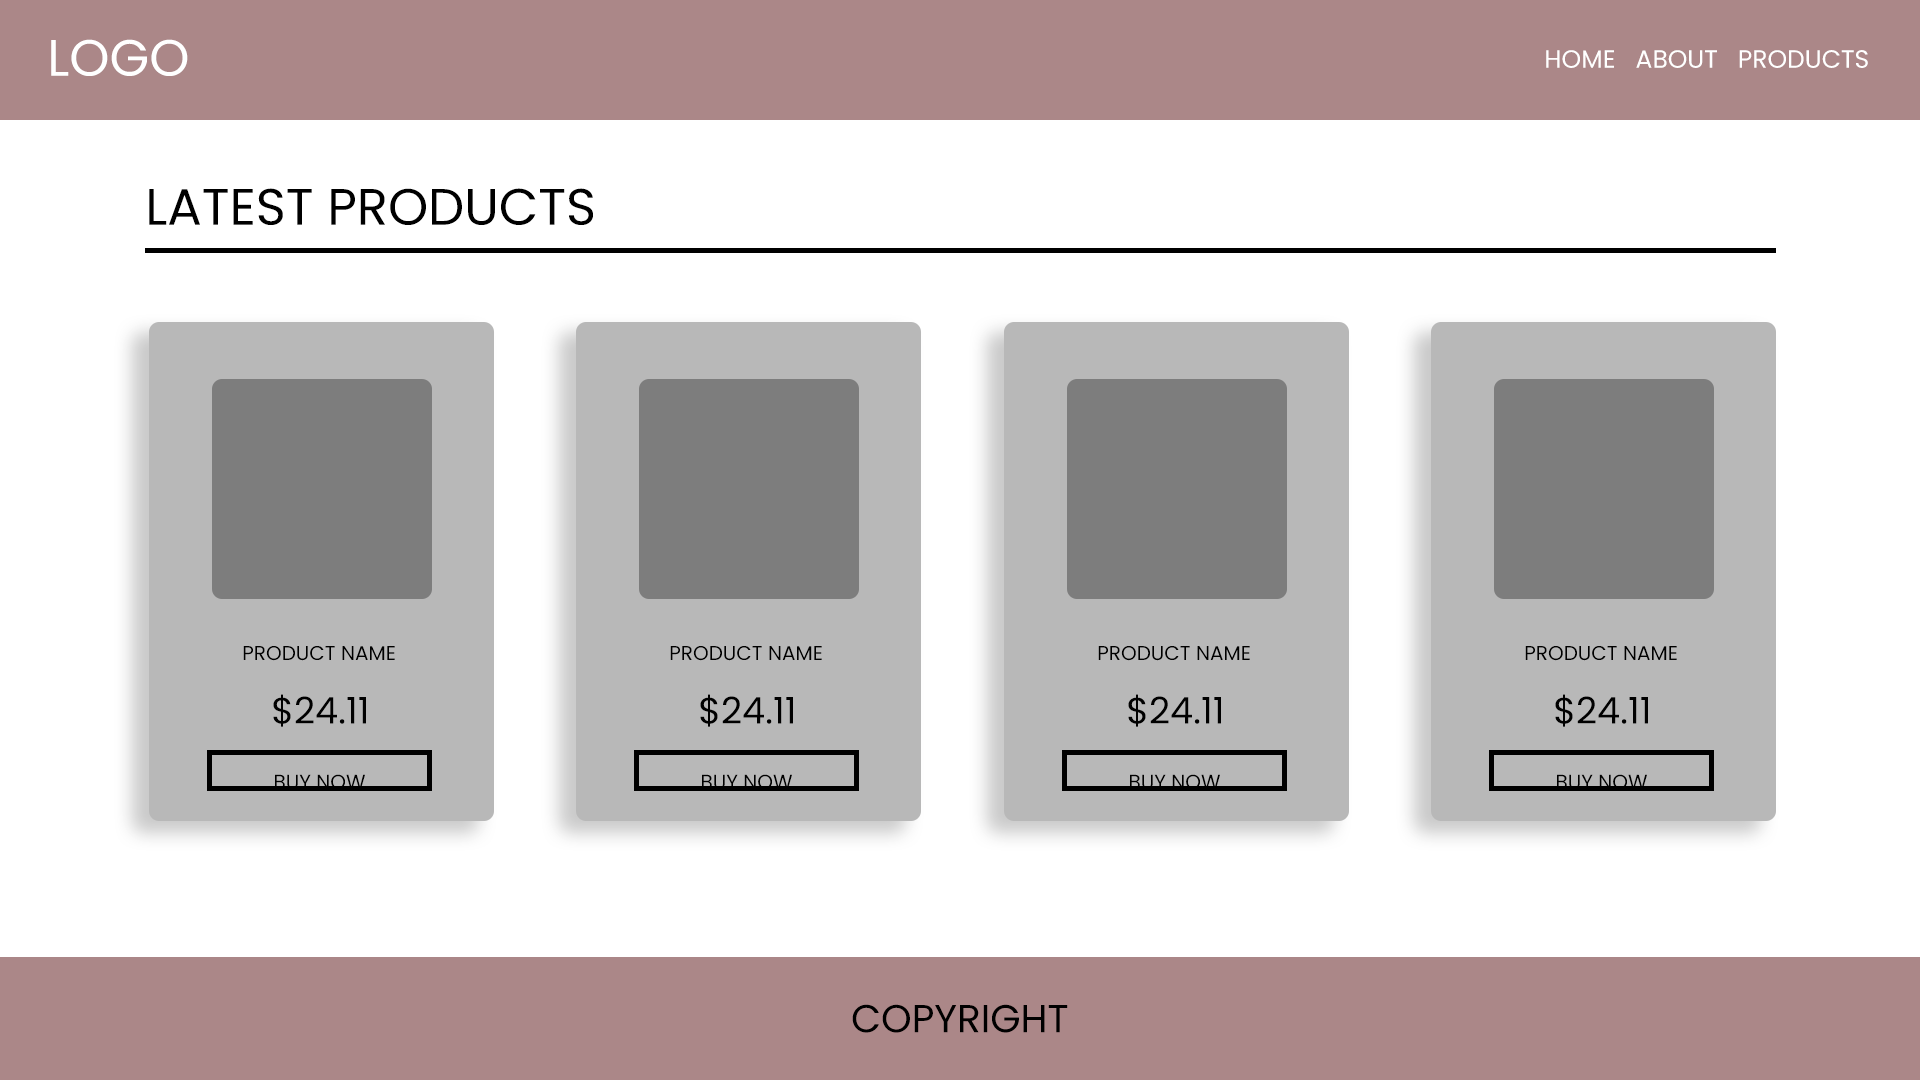 LOGO
HOME ABOUT PRODUCTS
LATEST PRODUCTS
PRODUCT NAME PRODUCT NAME PRODUCT NAME PRODUCT NAME
$24.11 $24.11 $24.11 $24.11
BUY NOW BUY NOW BUY NOW BUY NOW
COPYRIGHT